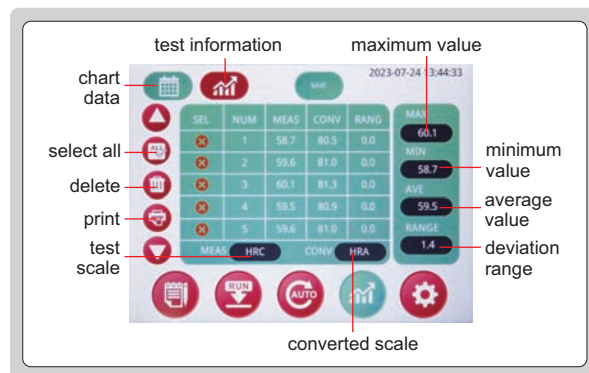 test information
maximum value
chart
data
2023-07-24 13:44:33
SAVE
SEL NUM MEAS CONV RANG
1 58.7 80.5 0.0
2 59.6 81.0 0.0
3 60.1 81.3 0.0
4 59.5 80.9 0.0
5 59.6 81.0 0.0
MEAS HRC CONV HRA
MAX
60.1
MIN
58.7
AVE
59.5
RANGE
1.4
select all
ALL
delete
print
test
scale
minimum
value
average
value
deviation
range
RUN
AUTO
converted scale